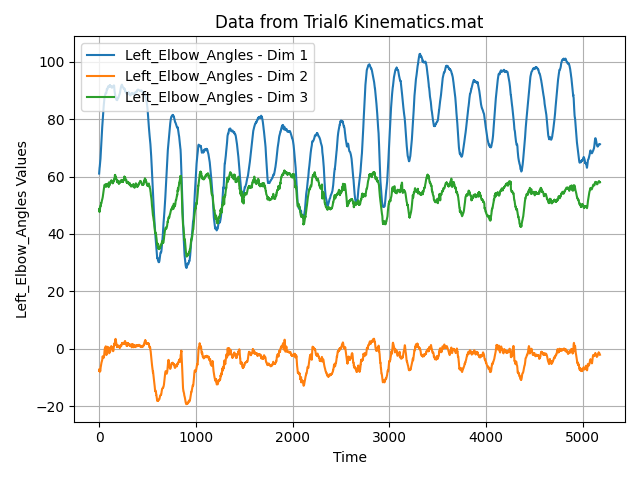 Data from Trial6 Kinematics.mat
Left_Elbow_Angles - Dim 1
Left_Elbow_Angles - Dim 2
Left_Elbow_Angles - Dim 3
Left_Elbow_Angles Values
100
80
60
40
20
0
−20
0 1000 2000 3000 4000 5000
Time